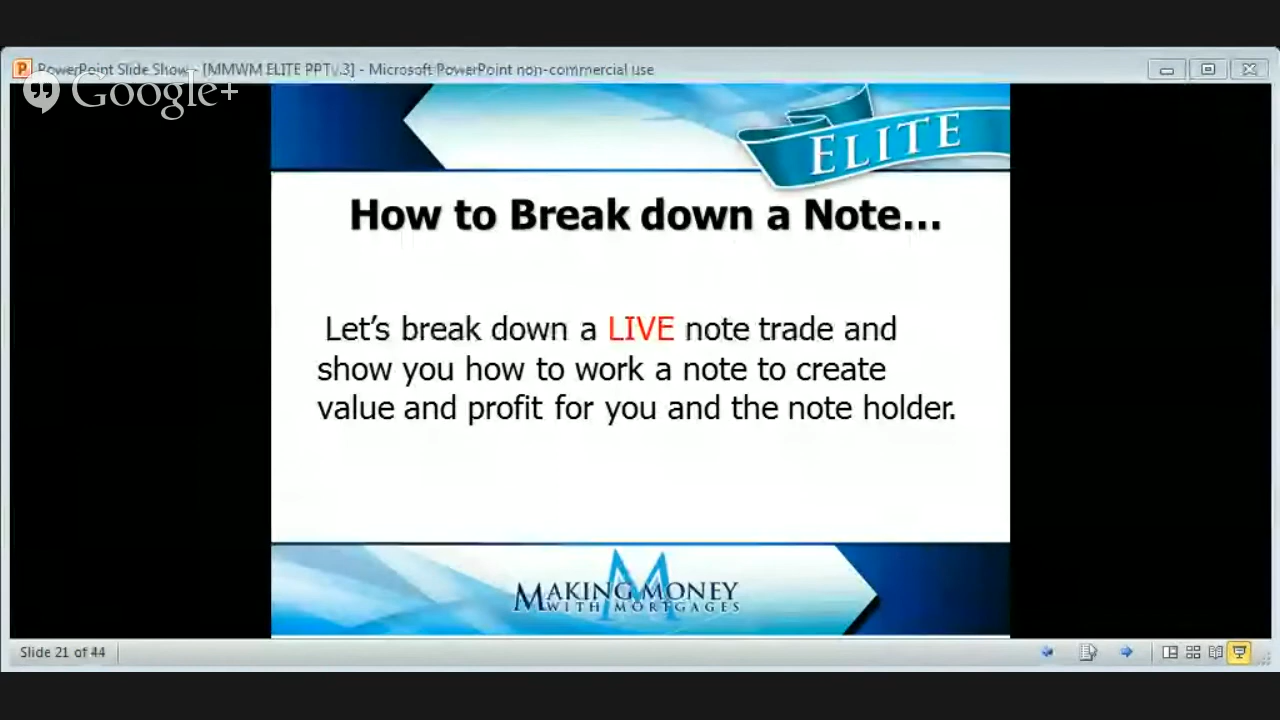 PowerPoint Slide Show - [MMWM ELITE PPTv.3] - Microsoft PowerPoint non-commercial use
Google+
ELITE
How to Break down a Note...
Let's break down a LIVE note trade and
show you how to work a note to create
value and profit for you and the note holder.
MAKING MONEY
WITH MORTGAGES
Slide 21 of 44